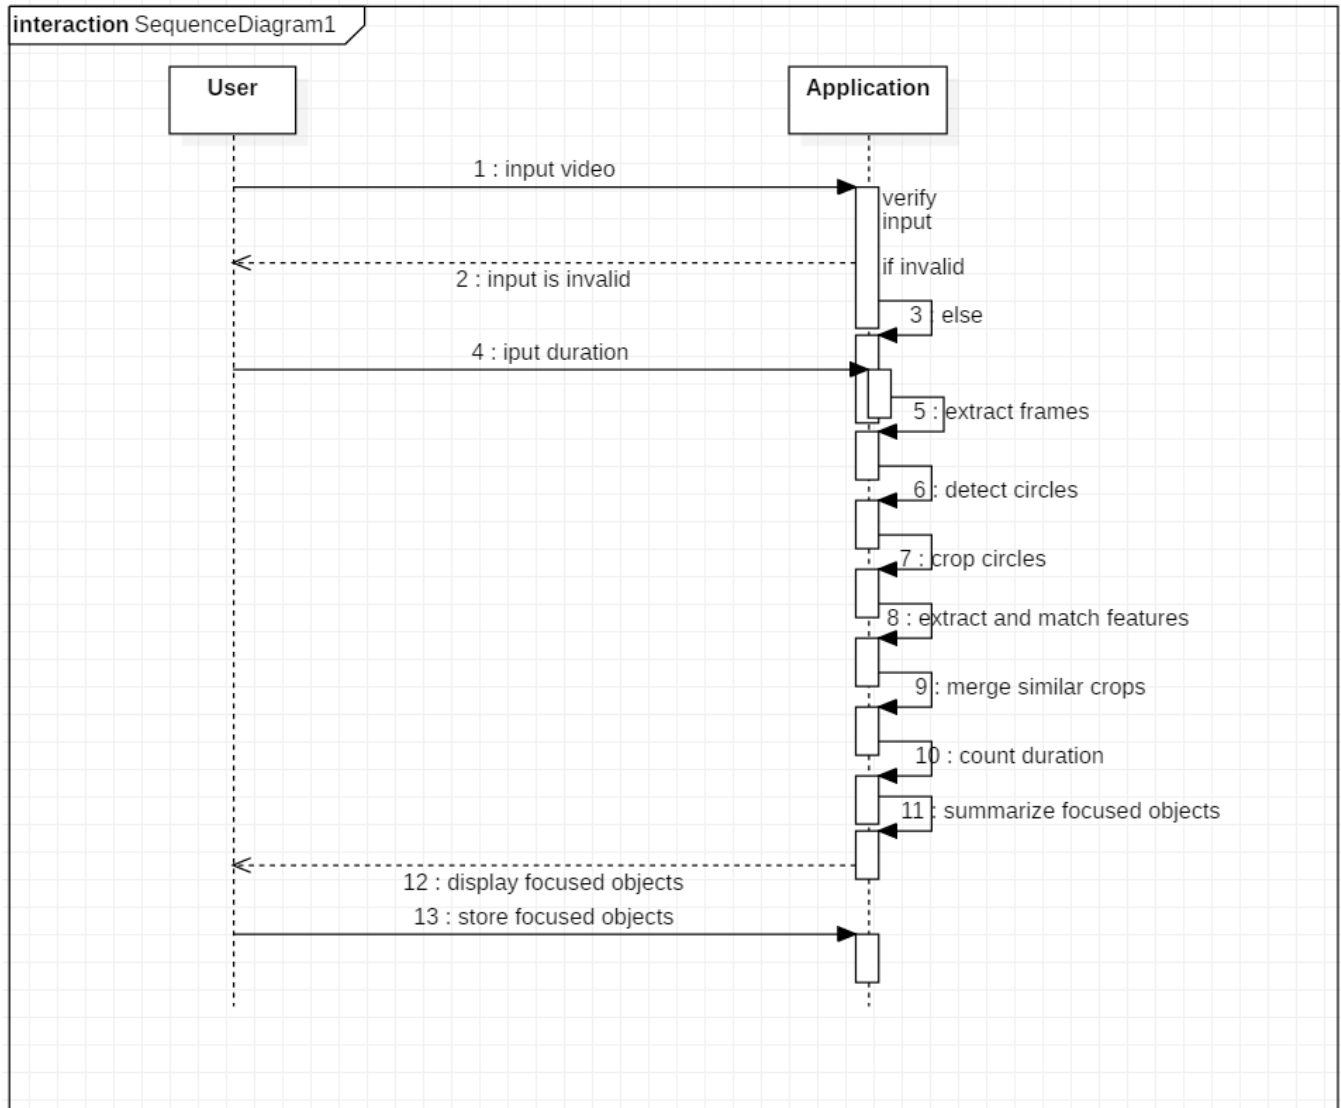 interaction SequenceDiagram1
User
Application
1 : input video
verify
input
2 : input is invalid
if invalid
3 : else
4 : iput duration
5 : extract frames
6 : detect circles
7 : crop circles
8 : extract and match features
9 : merge similar crops
10 : count duration
11 : summarize focused objects
12 : display focused objects
13 : store focused objects